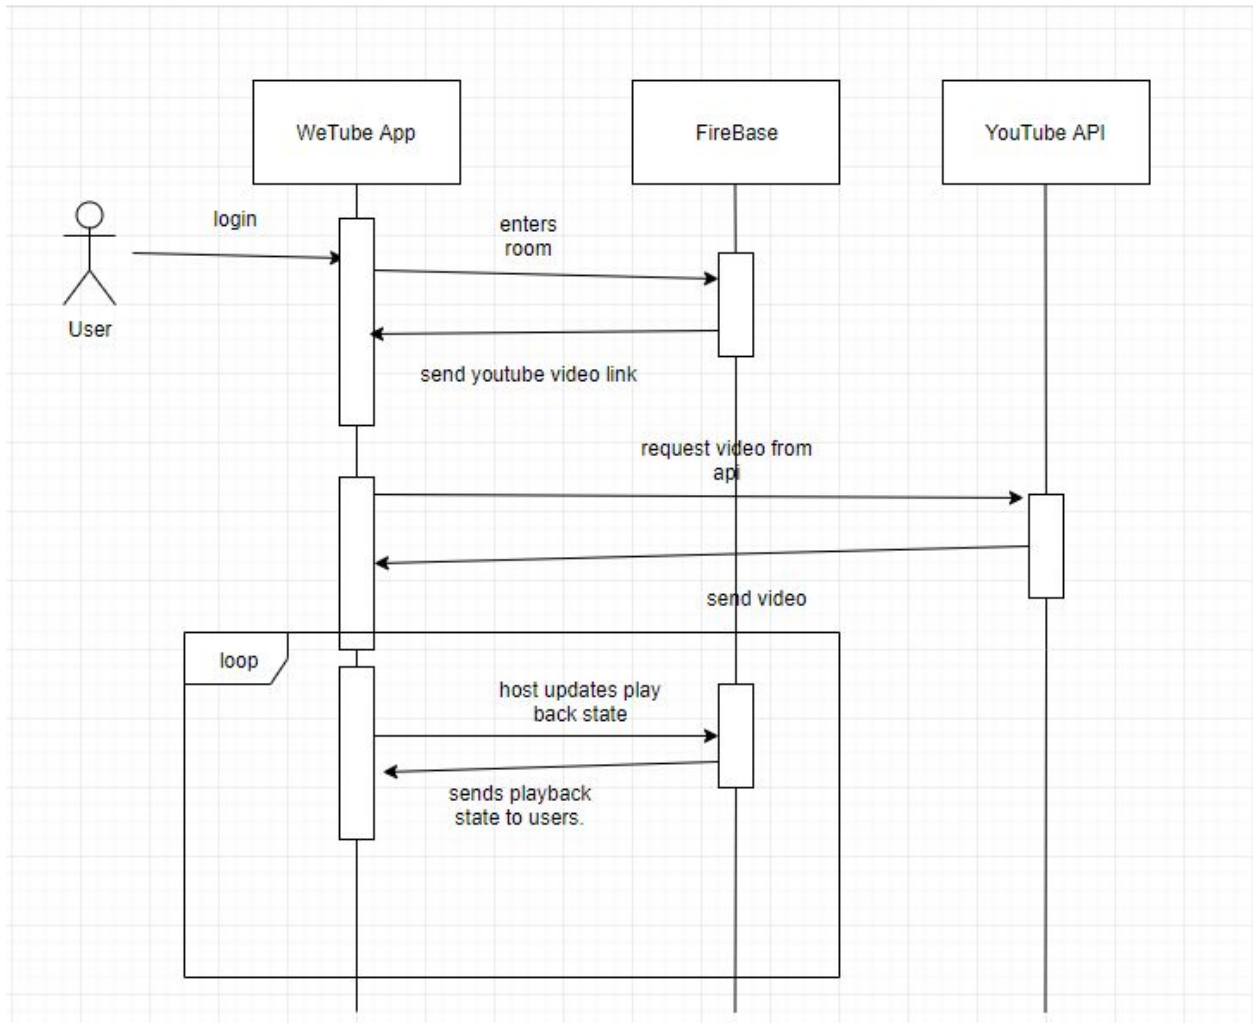 WeTube App
FireBase
YouTube API
login
enters
room
User
send youtube video link
request video from
api
send video
loop
host updates play
back state
sends playback
state to users.